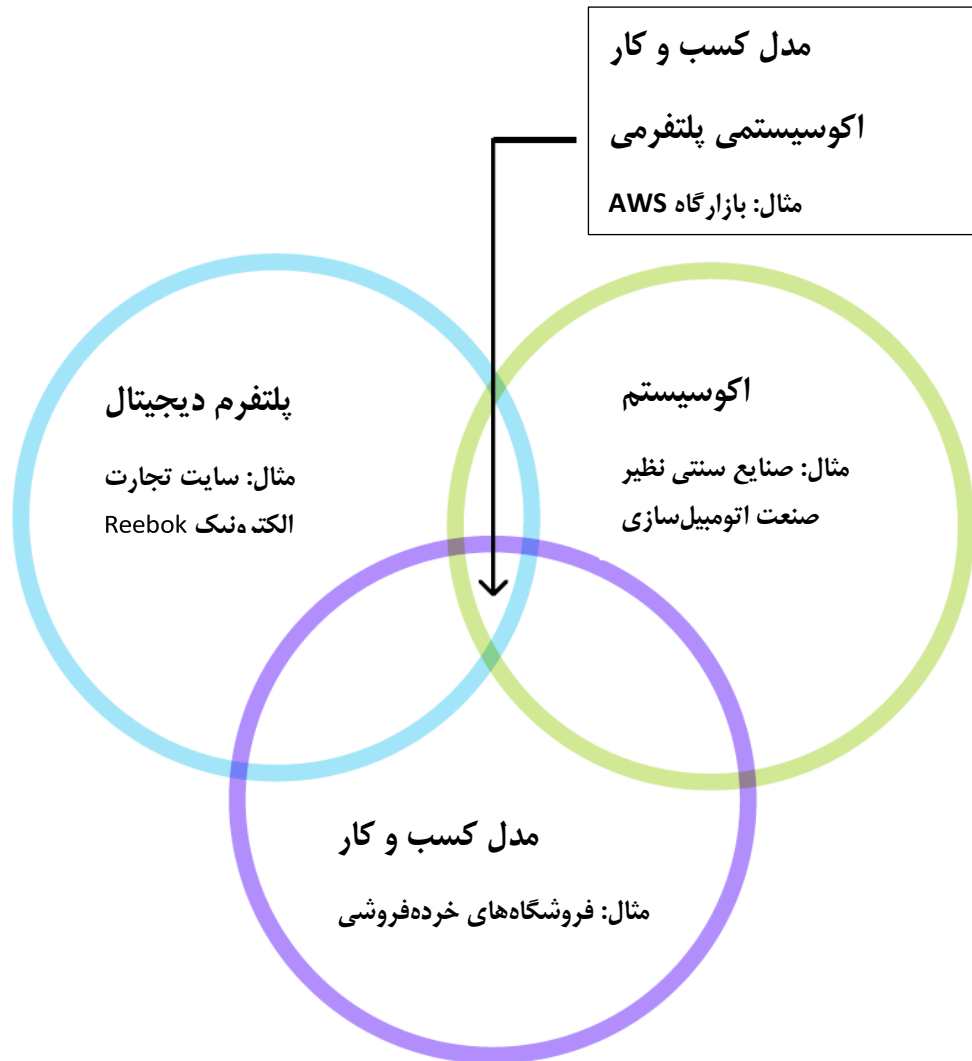 مدل کسب و کار
اکوسیستمی پلتفرمی
مثال: بازارگاه AWS
اکوسیستم
مثال: صنایع سنتی نظیر
صنعت اتومبیل‌سازی
پلتفرم دیجیتال
مثال: سایت تجارت
الکترونیک Reebok
مدل کسب و کار
مثال: فروشگاه‌های خرده‌فروشی